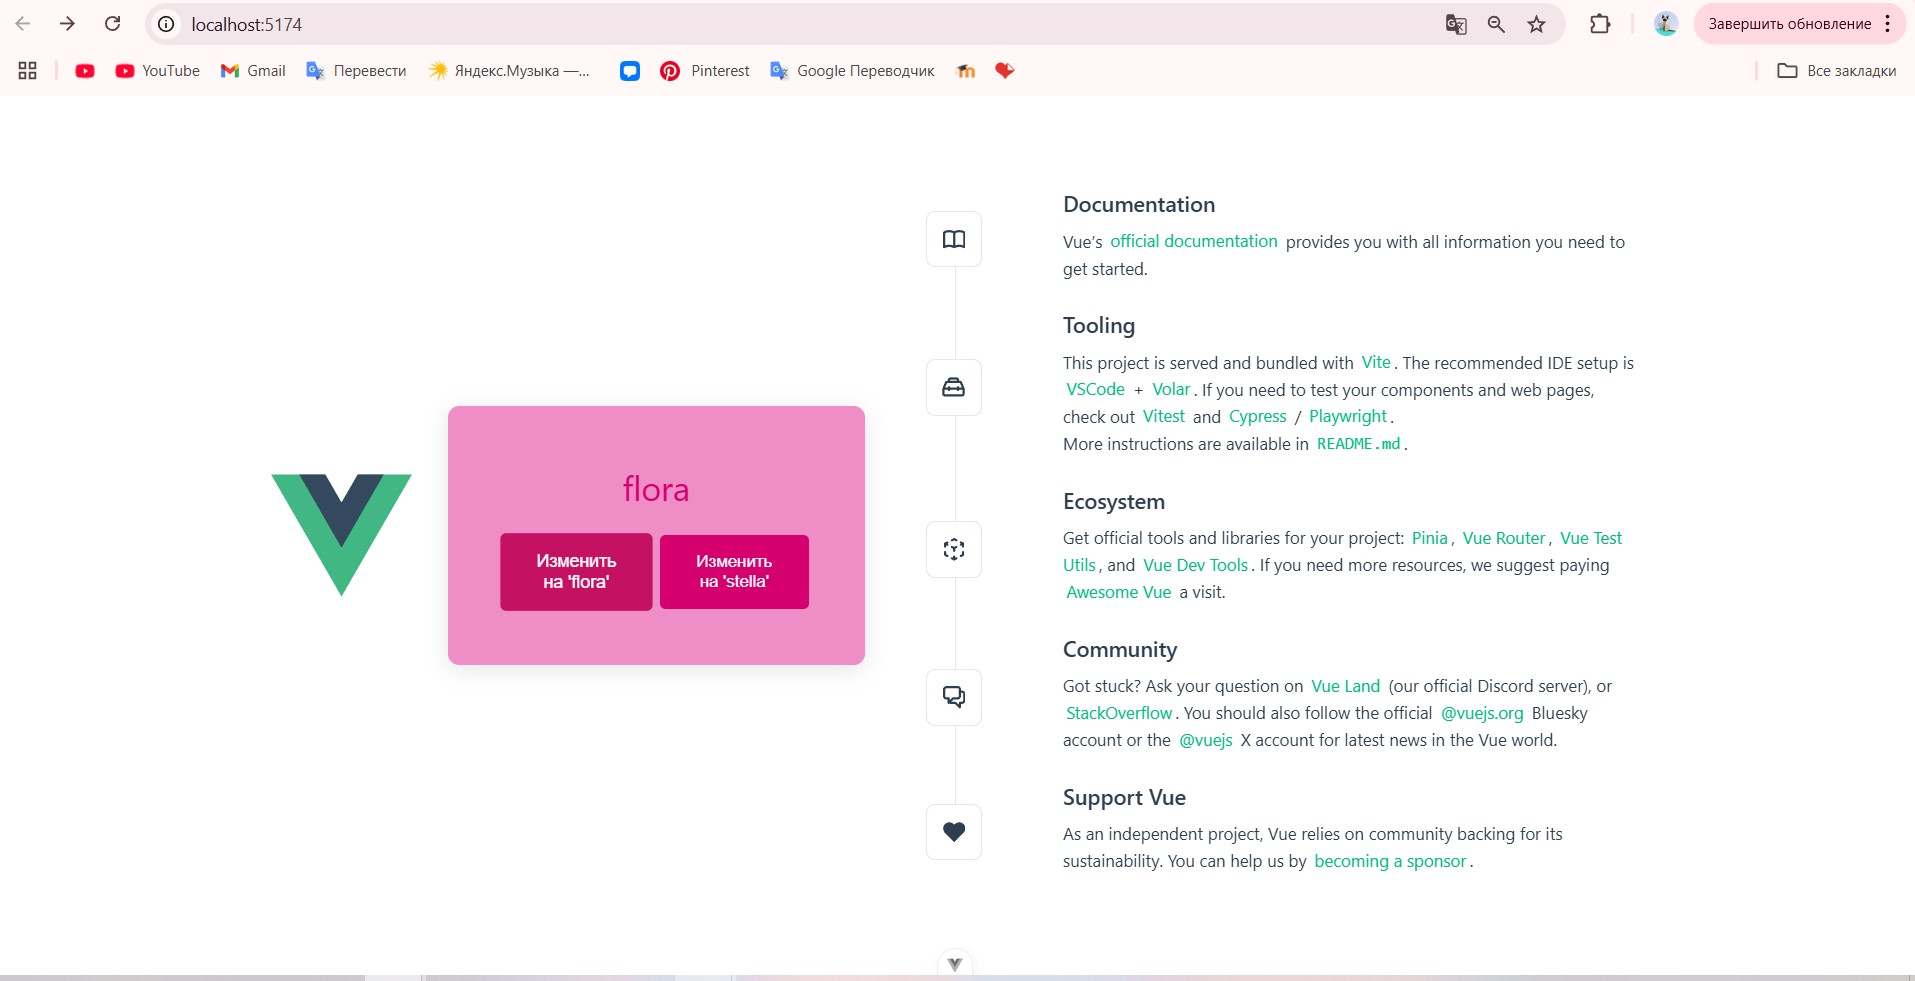 localhost:5174
Завершить обновление
YouTube
Gmail
Перевести
Яндекс.Музыка —...
Pinterest
Google Переводчик
Все закладки
flora
Изменить
на 'flora'
Изменить
на 'stella'
Documentation
Vue’s official documentation provides you with all information you need to
get started.
Tooling
This project is served and bundled with Vite. The recommended IDE setup is
VSCode + Volar. If you need to test your components and web pages,
check out Vitest and Cypress / Playwright.
More instructions are available in README.md.
Ecosystem
Get official tools and libraries for your project: Pinia, Vue Router, Vue Test
Utils, and Vue Dev Tools. If you need more resources, we suggest paying
Awesome Vue a visit.
Community
Got stuck? Ask your question on Vue Land (our official Discord server), or
StackOverflow. You should also follow the official @vuejs.org Bluesky
account or the @vuejs X account for latest news in the Vue world.
Support Vue
As an independent project, Vue relies on community backing for its
sustainability. You can help us by becoming a sponsor.